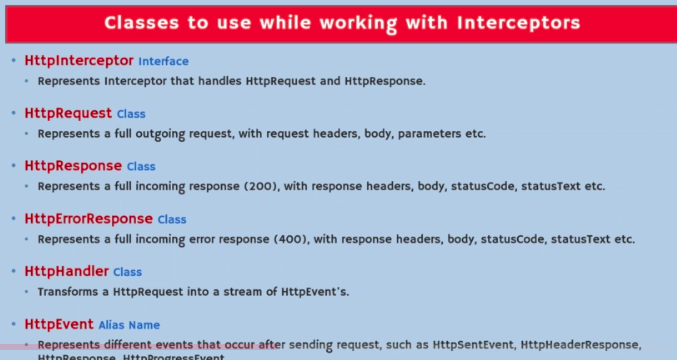 Classes to use while working with Interceptors
• HttpInterceptor Interface
• Represents Interceptor that handles HttpRequest and HttpResponse.
• HttpRequest Class
• Represents a full outgoing request, with request headers, body, parameters etc.
• HttpResponse Class
• Represents a full incoming response (200), with response headers, body, statusCode, statusText etc.
• HttpErrorResponse Class
• Represents a full incoming error response (400), with response headers, body, statusCode, statusText etc.
• HttpHandler Class
• Transforms a HttpRequest into a stream of HttpEvent's.
• HttpEvent Alias Name
• Represents different events that occur after sending request, such as HttpSentEvent, HttpHeaderResponse,
HttpResponse, HttpProgressEvent